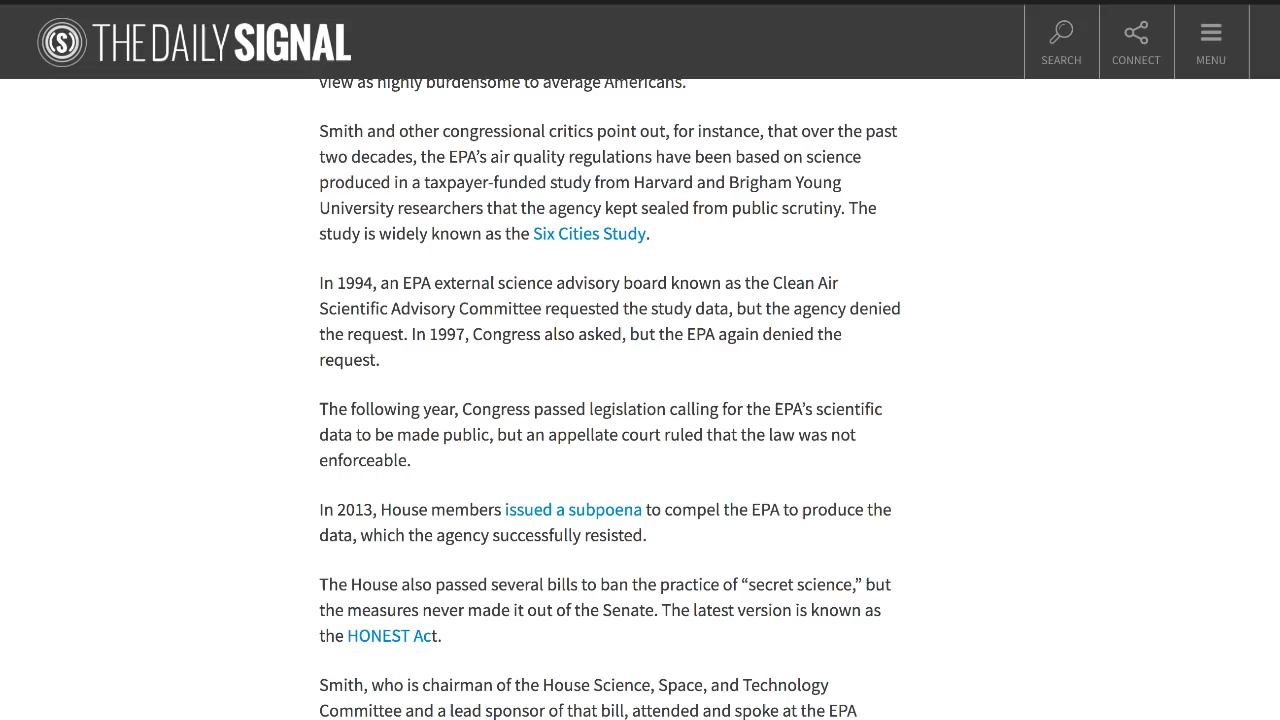 THE DAILY SIGNAL
SEARCH
CONNECT
MENU
view as highly burdensome to average Americans.
Smith and other congressional critics point out, for instance, that over the past
two decades, the EPA’s air quality regulations have been based on science
produced in a taxpayer-funded study from Harvard and Brigham Young
University researchers that the agency kept sealed from public scrutiny. The
study is widely known as the Six Cities Study.
In 1994, an EPA external science advisory board known as the Clean Air
Scientific Advisory Committee requested the study data, but the agency denied
the request. In 1997, Congress also asked, but the EPA again denied the
request.
The following year, Congress passed legislation calling for the EPA’s scientific
data to be made public, but an appellate court ruled that the law was not
enforceable.
In 2013, House members issued a subpoena to compel the EPA to produce the
data, which the agency successfully resisted.
The House also passed several bills to ban the practice of “secret science,” but
the measures never made it out of the Senate. The latest version is known as
the HONEST Act.
Smith, who is chairman of the House Science, Space, and Technology
Committee and a lead sponsor of that bill, attended and spoke at the EPA